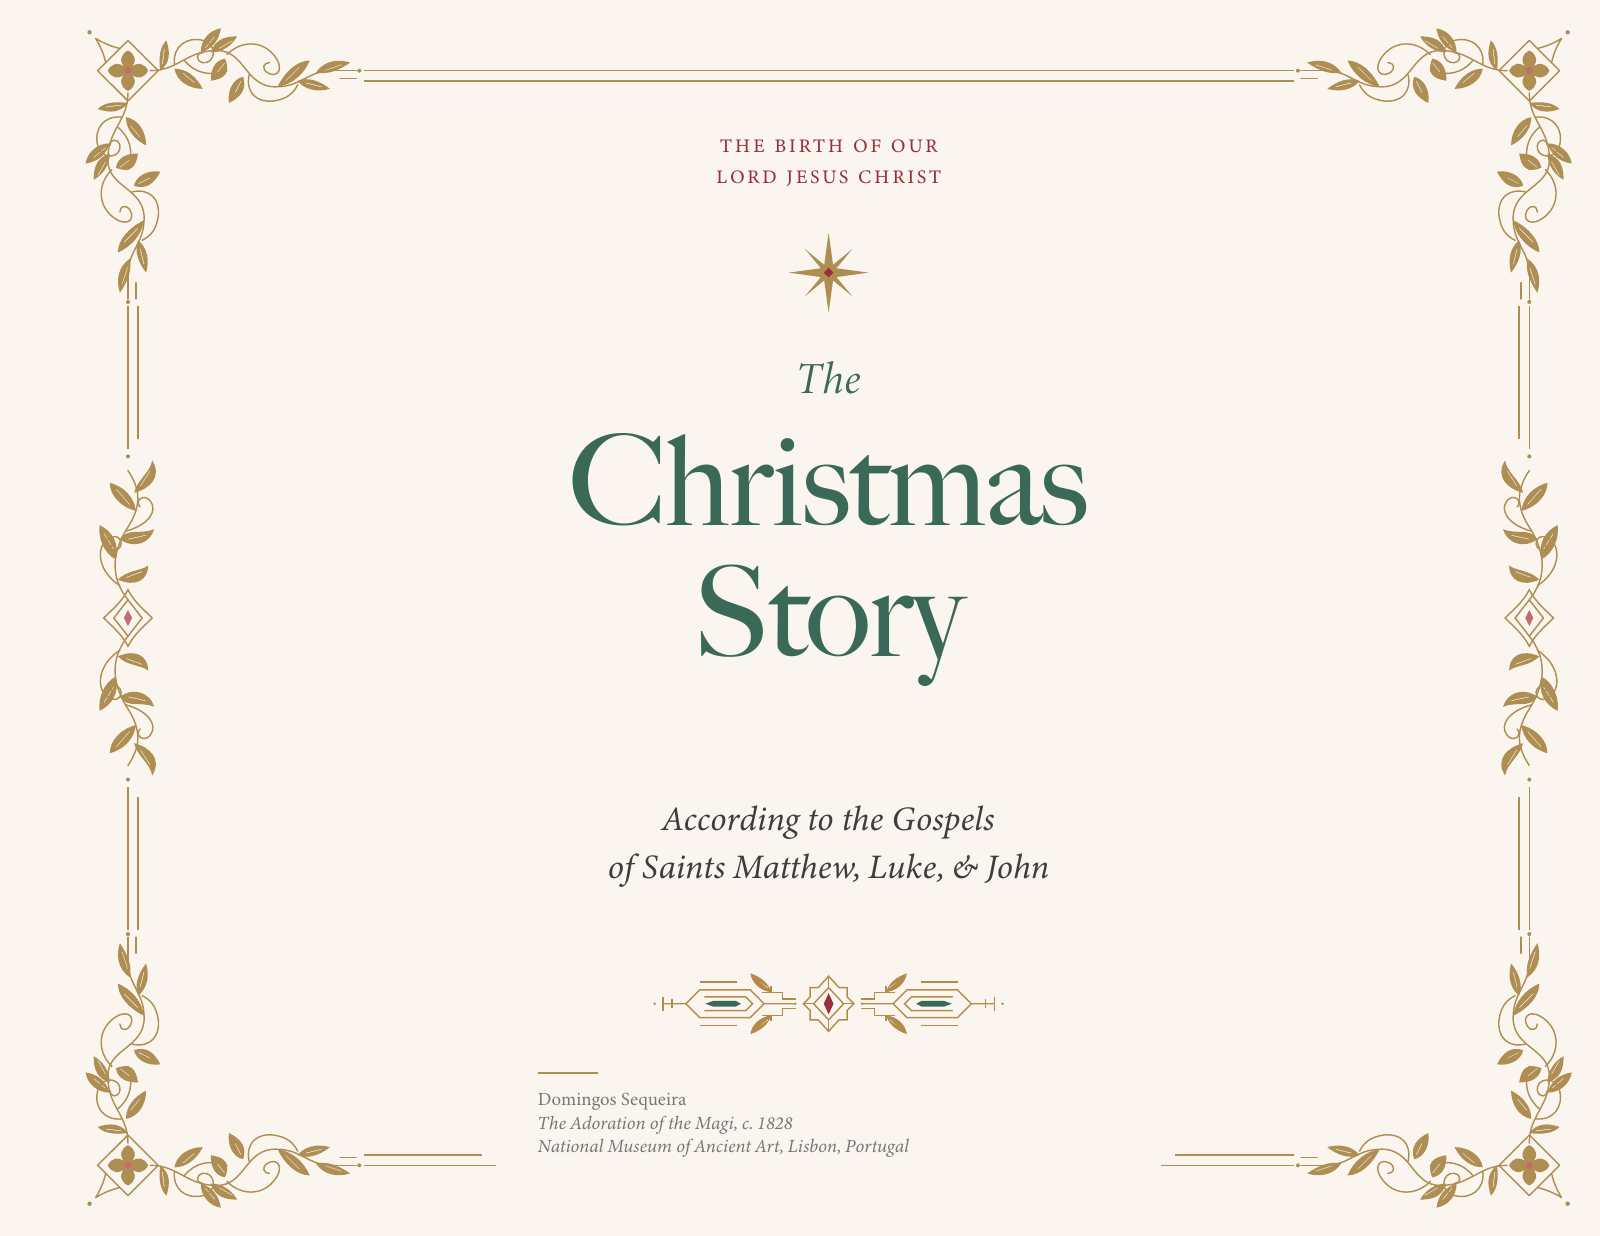 THE BIRTH OF OUR
LORD JESUS CHRIST
The
Christmas
Story
According to the Gospels
of Saints Matthew, Luke, & John
Domingos Sequeira
The Adoration of the Magi, c. 1828
National Museum of Ancient Art, Lisbon, Portugal